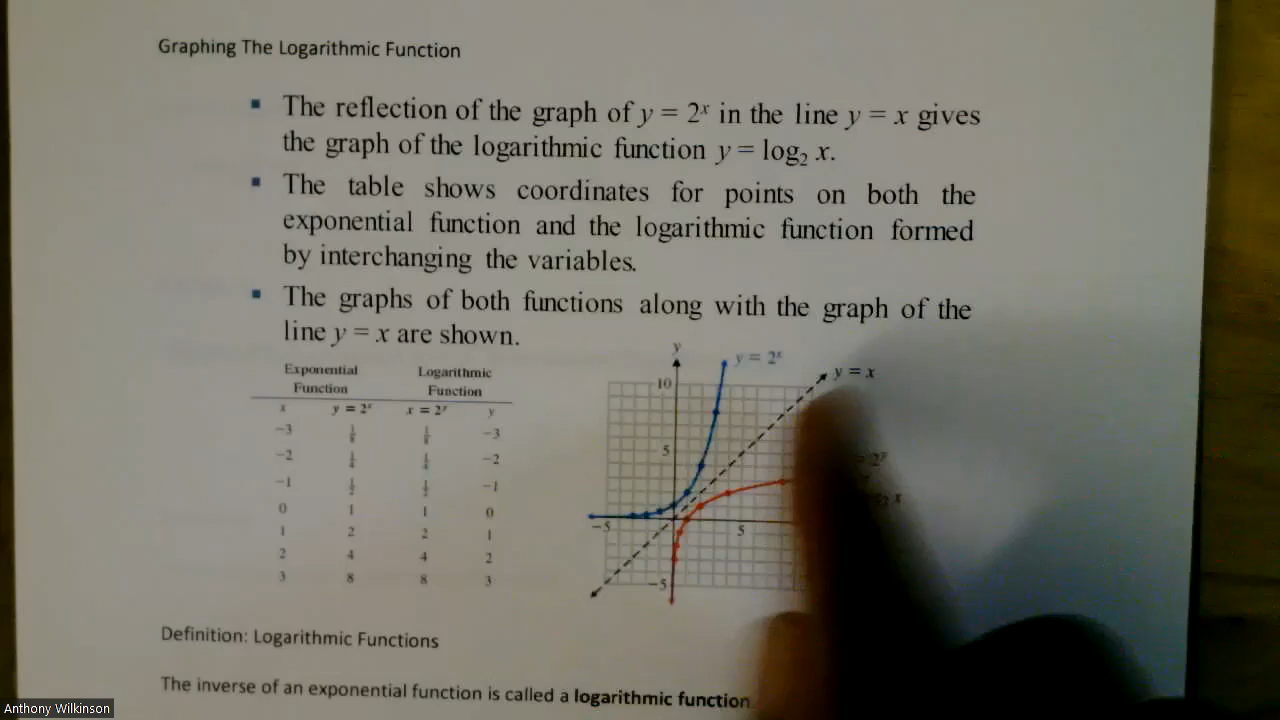 Graphing The Logarithmic Function
▪ The reflection of the graph of y = 2ˣ in the line y = x gives
the graph of the logarithmic function y = log₂ x.
▪ The table shows coordinates for points on both the
exponential function and the logarithmic function formed
by interchanging the variables.
▪ The graphs of both functions along with the graph of the
line y = x are shown.
Exponential Function Logarithmic Function
x y = 2ˣ x = 2ʸ y
−3 1/8 1/8 −3
−2 1/4 1/4 −2
−1 1/2 1/2 −1
0 1 1 0
1 2 2 1
2 4 4 2
3 8 8 3
y
y = 2ˣ
10
y = x
5
2ʸ
x
−5
5
−5
Definition: Logarithmic Functions
The inverse of an exponential function is called a logarithmic function.
Anthony Wilkinson